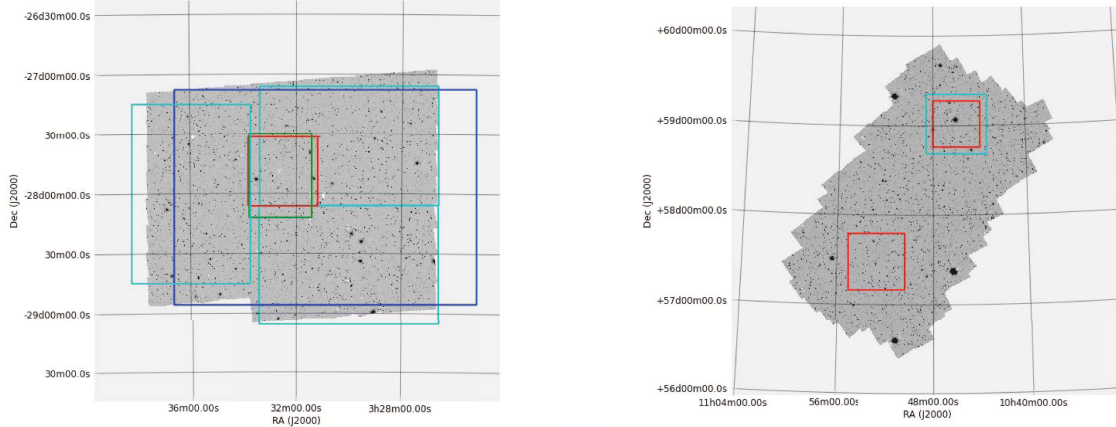 -26d30m00.0s
-27d00m00.0s
30m00.0s
-28d00m00.0s
30m00.0s
-29d00m00.0s
30m00.0s
Dec (J2000)
36m00.00s
32m00.00s
3h28m00.00s
RA (J2000)
+60d00m00.0s
+59d00m00.0s
+58d00m00.0s
+57d00m00.0s
+56d00m00.0s
Dec (J2000)
11h04m00.00s
56m00.00s
48m00.00s
10h40m00.00s
RA (J2000)